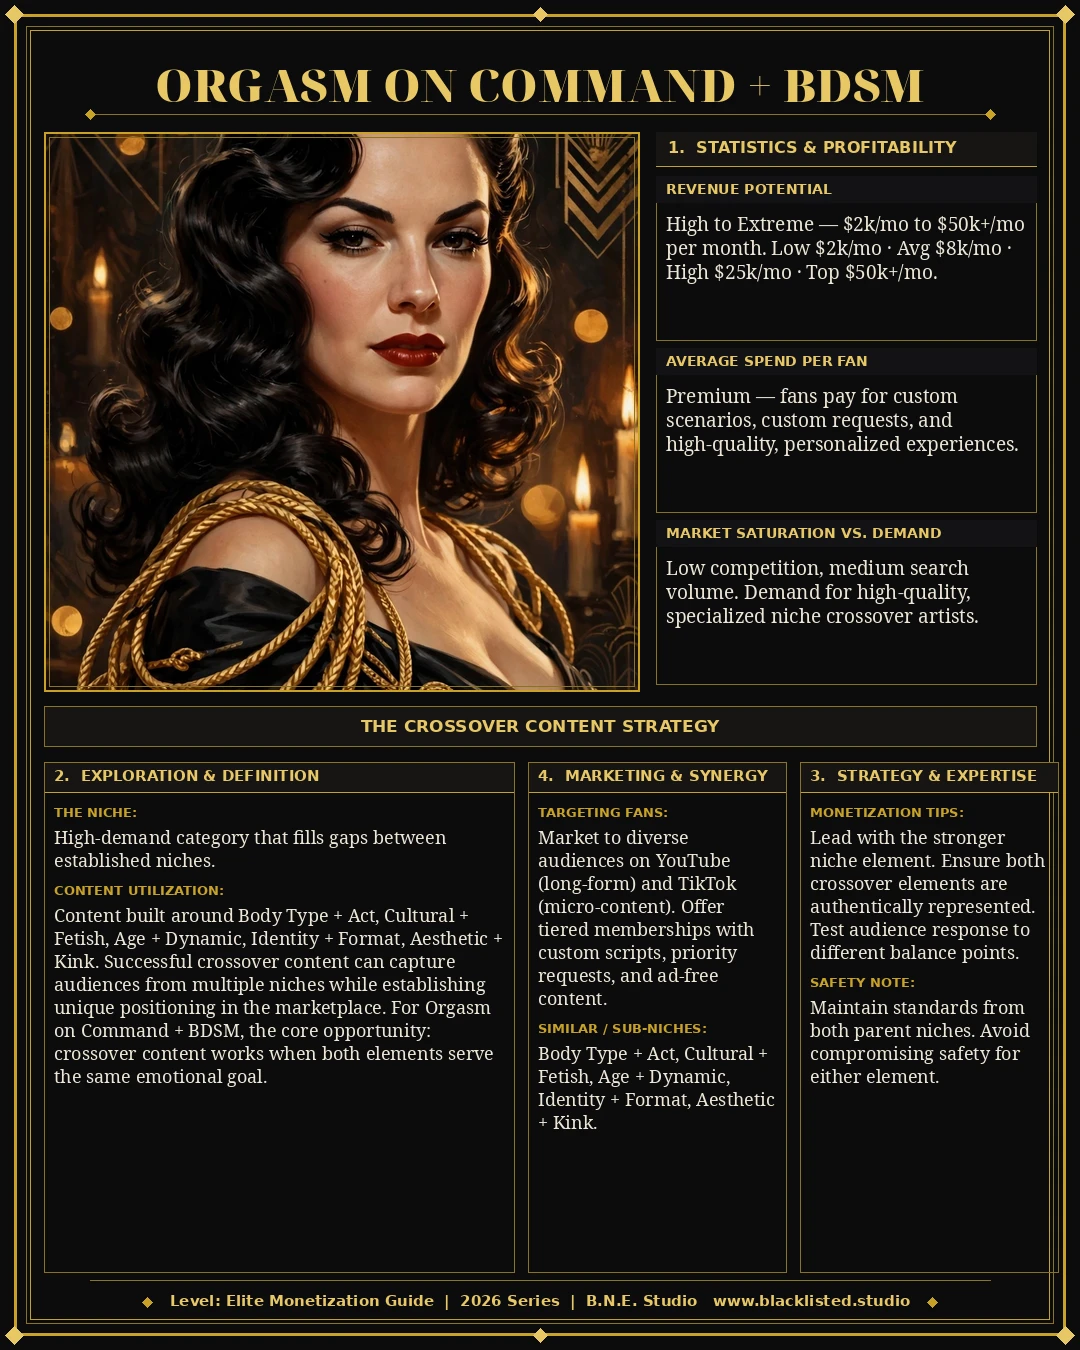 ORGASM ON COMMAND + BDSM
1. STATISTICS & PROFITABILITY
REVENUE POTENTIAL
High to Extreme — $2k/mo to $50k+/mo
per month. Low $2k/mo · Avg $8k/mo ·
High $25k/mo · Top $50k+/mo.
AVERAGE SPEND PER FAN
Premium — fans pay for custom
scenarios, custom requests, and
high-quality, personalized experiences.
MARKET SATURATION VS. DEMAND
Low competition, medium search
volume. Demand for high-quality,
specialized niche crossover artists.
THE CROSSOVER CONTENT STRATEGY
2. EXPLORATION & DEFINITION
THE NICHE:
High-demand category that fills gaps between
established niches.
CONTENT UTILIZATION:
Content built around Body Type + Act, Cultural +
Fetish, Age + Dynamic, Identity + Format, Aesthetic +
Kink. Successful crossover content can capture
audiences from multiple niches while establishing
unique positioning in the marketplace. For Orgasm
on Command + BDSM, the core opportunity:
crossover content works when both elements serve
the same emotional goal.
4. MARKETING & SYNERGY
TARGETING FANS:
Market to diverse
audiences on YouTube
(long-form) and TikTok
(micro-content). Offer
tiered memberships with
custom scripts, priority
requests, and ad-free
content.
SIMILAR / SUB-NICHES:
Body Type + Act, Cultural +
Fetish, Age + Dynamic,
Identity + Format, Aesthetic
+ Kink.
3. STRATEGY & EXPERTISE
MONETIZATION TIPS:
Lead with the stronger
niche element. Ensure both
crossover elements are
authentically represented.
Test audience response to
different balance points.
SAFETY NOTE:
Maintain standards from
both parent niches. Avoid
compromising safety for
either element.
Level: Elite Monetization Guide | 2026 Series | B.N.E. Studio www.blacklisted.studio